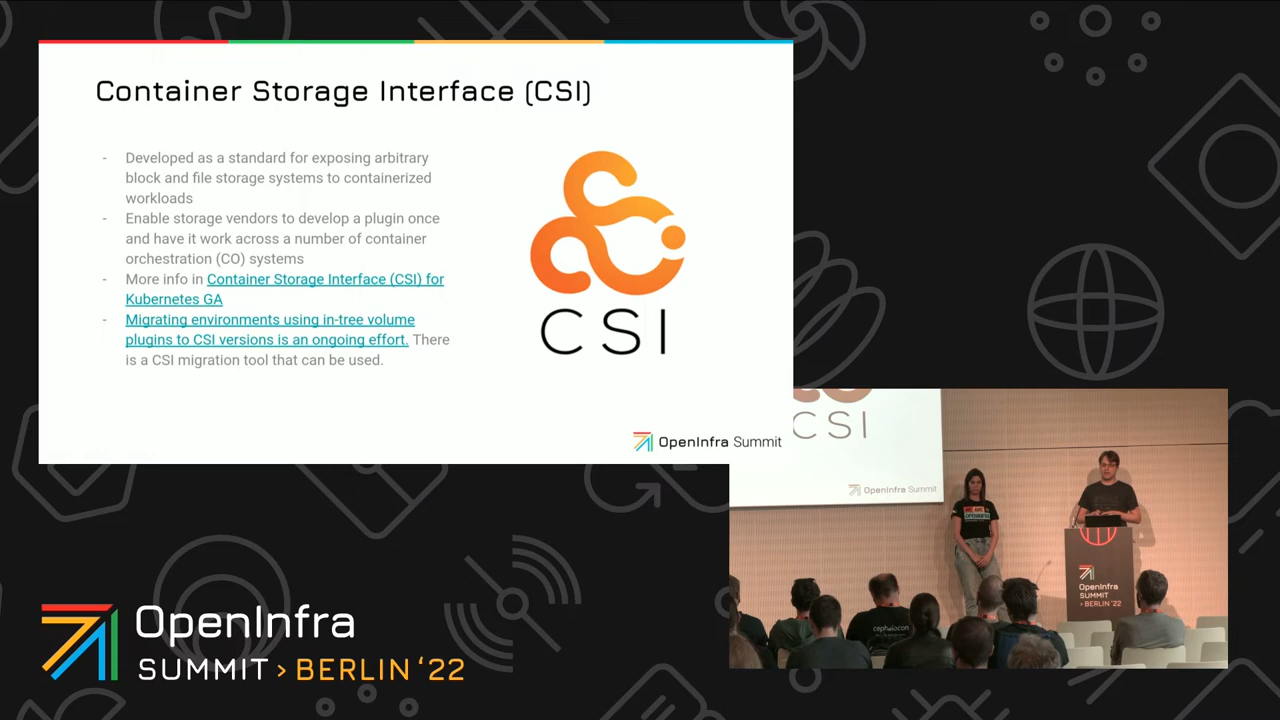 Container Storage Interface (CSI)
- Developed as a standard for exposing arbitrary
block and file storage systems to containerized
workloads
- Enable storage vendors to develop a plugin once
and have it work across a number of container
orchestration (CO) systems
- More info in Container Storage Interface (CSI) for
Kubernetes GA
- Migrating environments using in-tree volume
plugins to CSI versions is an ongoing effort. There
is a CSI migration tool that can be used.
CSI
OpenInfra Summit
CSI
OpenInfra Summit
OPENINFRA
cephalocon
OpenInfra
SUMMIT
> BERLIN '22
OpenInfra
SUMMIT > BERLIN ‘22